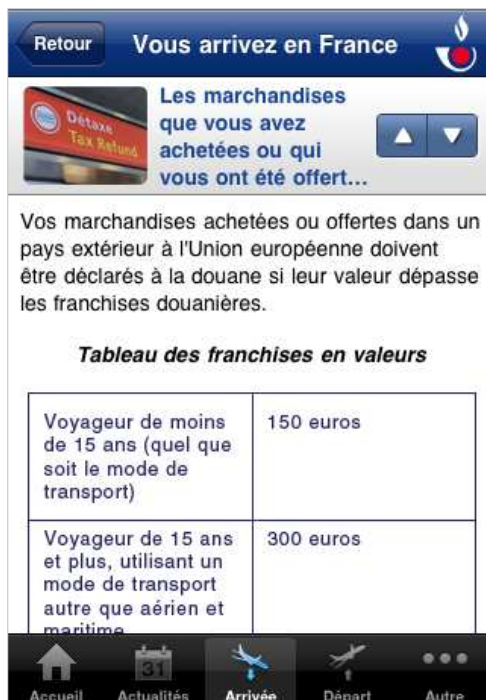 Retour
Vous arrivez en France
Détaxe
Tax Refund
Les marchandises
que vous avez
achetées ou qui
vous ont été offert...
Vos marchandises achetées ou offertes dans un
pays extérieur à l'Union européenne doivent
être déclarés à la douane si leur valeur dépasse
les franchises douanières.
Tableau des franchises en valeurs
Voyageur de moins
de 15 ans (quel que
soit le mode de
transport)
150 euros
Voyageur de 15 ans
et plus, utilisant un
mode de transport
autre que aérien et
maritime
300 euros
31
Accueil
Actualités
Arrivée
Départ
Autre